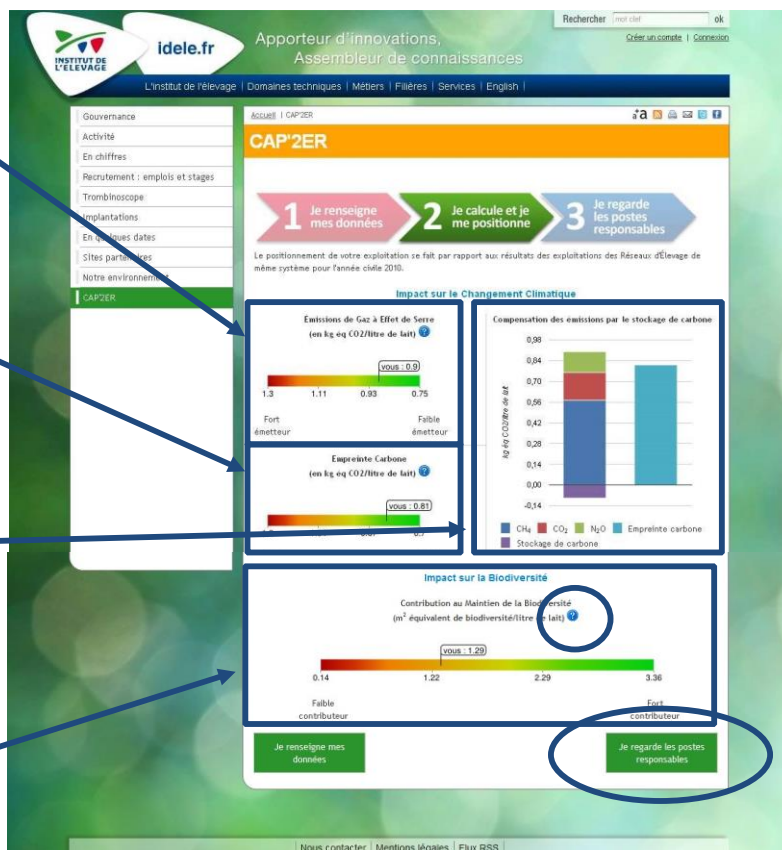 Rechercher mot clef ok
Créer un compte | Connexion
INSTITUT DE
L'ELEVAGE
idele.fr
Apporteur d'innovations,
Assembleur de connaissances
L'institut de l'élevage | Domaines techniques | Métiers | Filières | Services | English |
Gouvernance
Activité
En chiffres
Recrutement : emplois et stages
Trombinoscope
Implantations
En quelques dates
Sites partenaires
Notre environnement
CAP'2ER
Accueil | CAP'2ER
CAP'2ER
1 Je renseigne
mes données
2 Je calcule et je
me positionne
3 Je regarde
les postes
responsables
Le positionnement de votre exploitation se fait par rapport aux résultats des exploitations des Réseaux d'Élevage de
même système pour l'année civile 2010.
Impact sur le Changement Climatique
Emissions de Gaz à Effet de Serre
(en kg éq CO2/litre de lait) ?
vous : 0.9
1.3 1.11 0.93 0.75
Fort
émetteur
Faible
émetteur
Empreinte Carbone
(en kg éq CO2/litre de lait) ?
vous : 0.81
Compensation des émissions par le stockage de carbone
kg éq CO2/litre de lait
0,98
0,84
0,70
0,56
0,42
0,28
0,14
0,00
-0,14
CH₄ CO₂ N₂O Empreinte carbone
Stockage de carbone
Impact sur la Biodiversité
Contribution au Maintien de la Biodiversité
(m² équivalent de biodiversité/litre de lait) ?
vous : 1.29
0.14 1.22 2.29 3.36
Faible
contributeur
Fort
contributeur
Je renseigne mes
données
Je regarde les postes
responsables
Nous contacter | Mentions légales | Flux RSS |